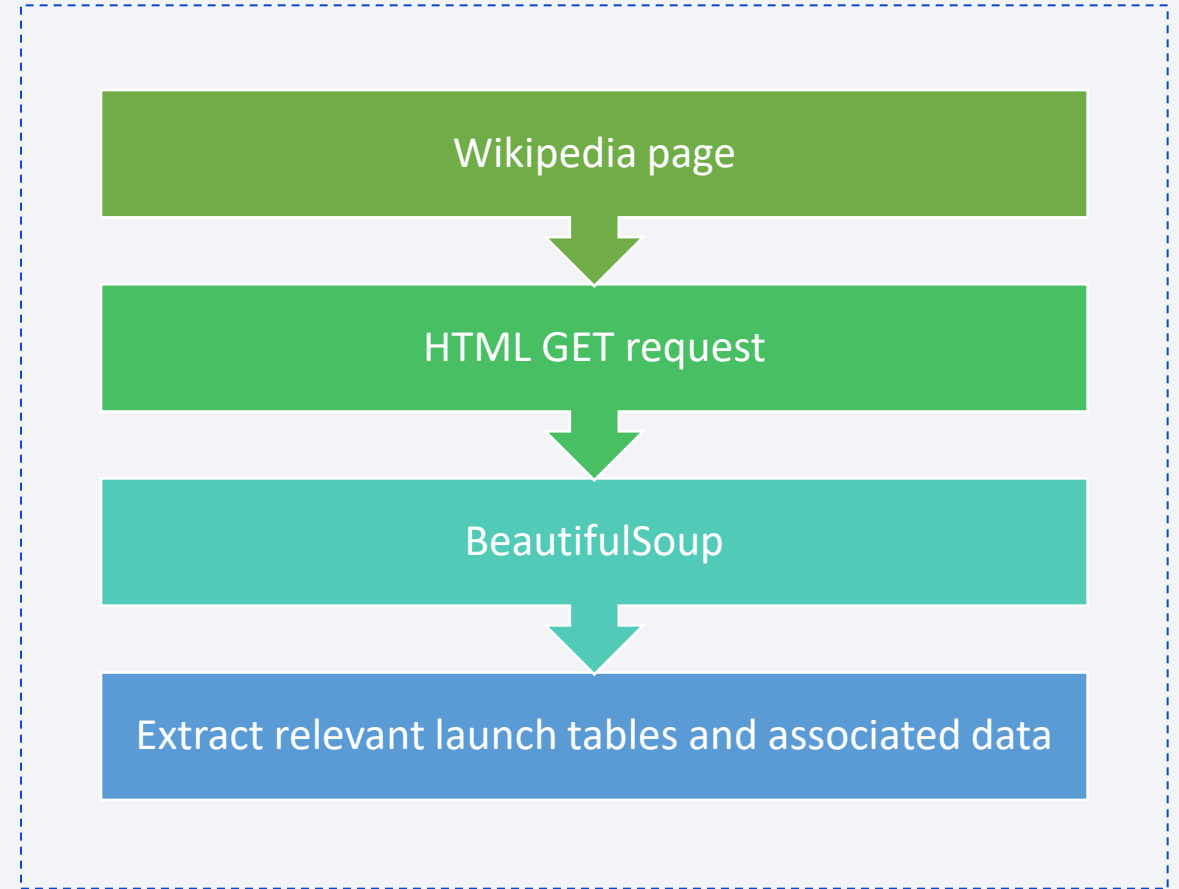 Wikipedia page
HTML GET request
BeautifulSoup
Extract relevant launch tables and associated data